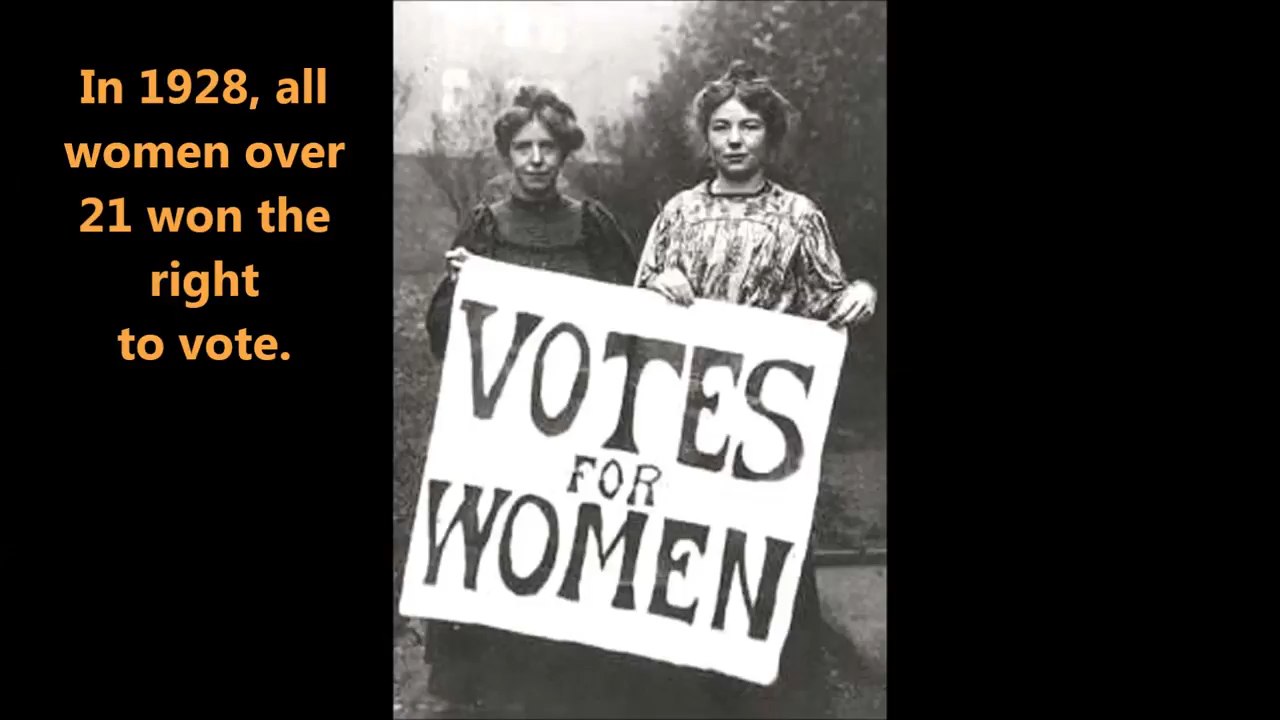 In 1928, all
women over
21 won the
right
to vote.
VOTES
FOR
WOMEN